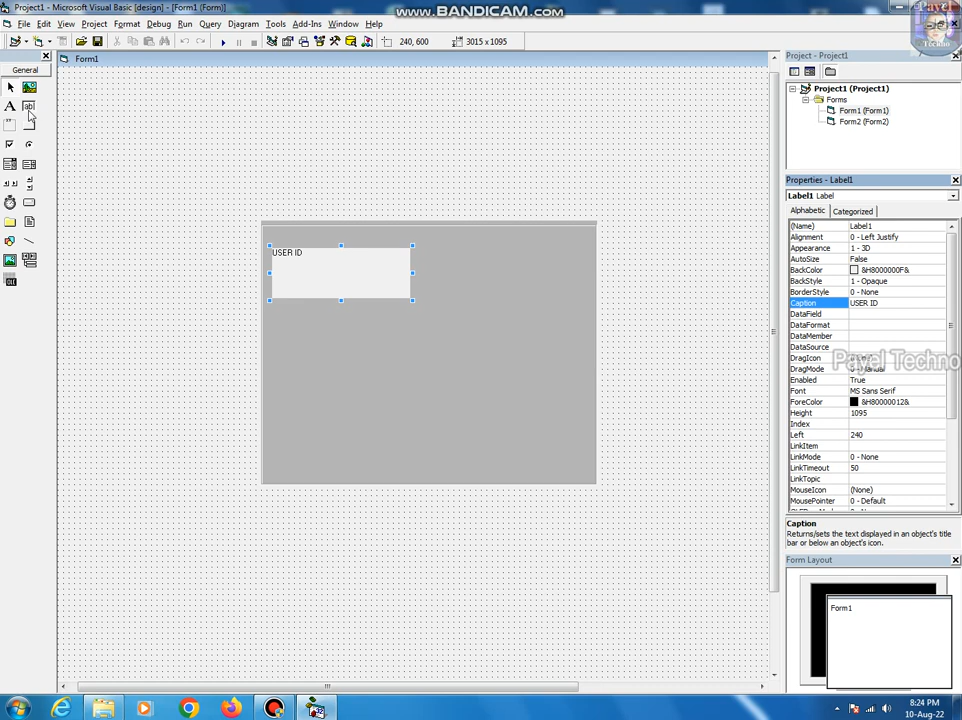 Project1 - Microsoft Visual Basic [design] - [Form1 (Form)]
www.BANDICAM.com
Payel
Techno
File Edit View Project Format Debug Run Query Diagram Tools Add-Ins Window Help
240, 600
3015 x 1095
General
Form1
USER ID
Project - Project1
Project1 (Project1)
Forms
Form1 (Form1)
Form2 (Form2)
Properties - Label1
Label1 Label
Alphabetic Categorized
(Name) Label1
Alignment 0 - Left Justify
Appearance 1 - 3D
AutoSize False
BackColor &H8000000F&
BackStyle 1 - Opaque
BorderStyle 0 - None
Caption USER ID
DataField
DataFormat
DataMember
DataSource
DragIcon
Payel Techno
DragMode 0 - Manual
Enabled True
Font MS Sans Serif
ForeColor &H80000012&
Height 1095
Index
Left 240
LinkItem
LinkMode 0 - None
LinkTimeout 50
LinkTopic
MouseIcon (None)
MousePointer 0 - Default
Caption
Returns/sets the text displayed in an object's title
bar or below an object's icon.
Form Layout
Form1
8:24 PM
10-Aug-22